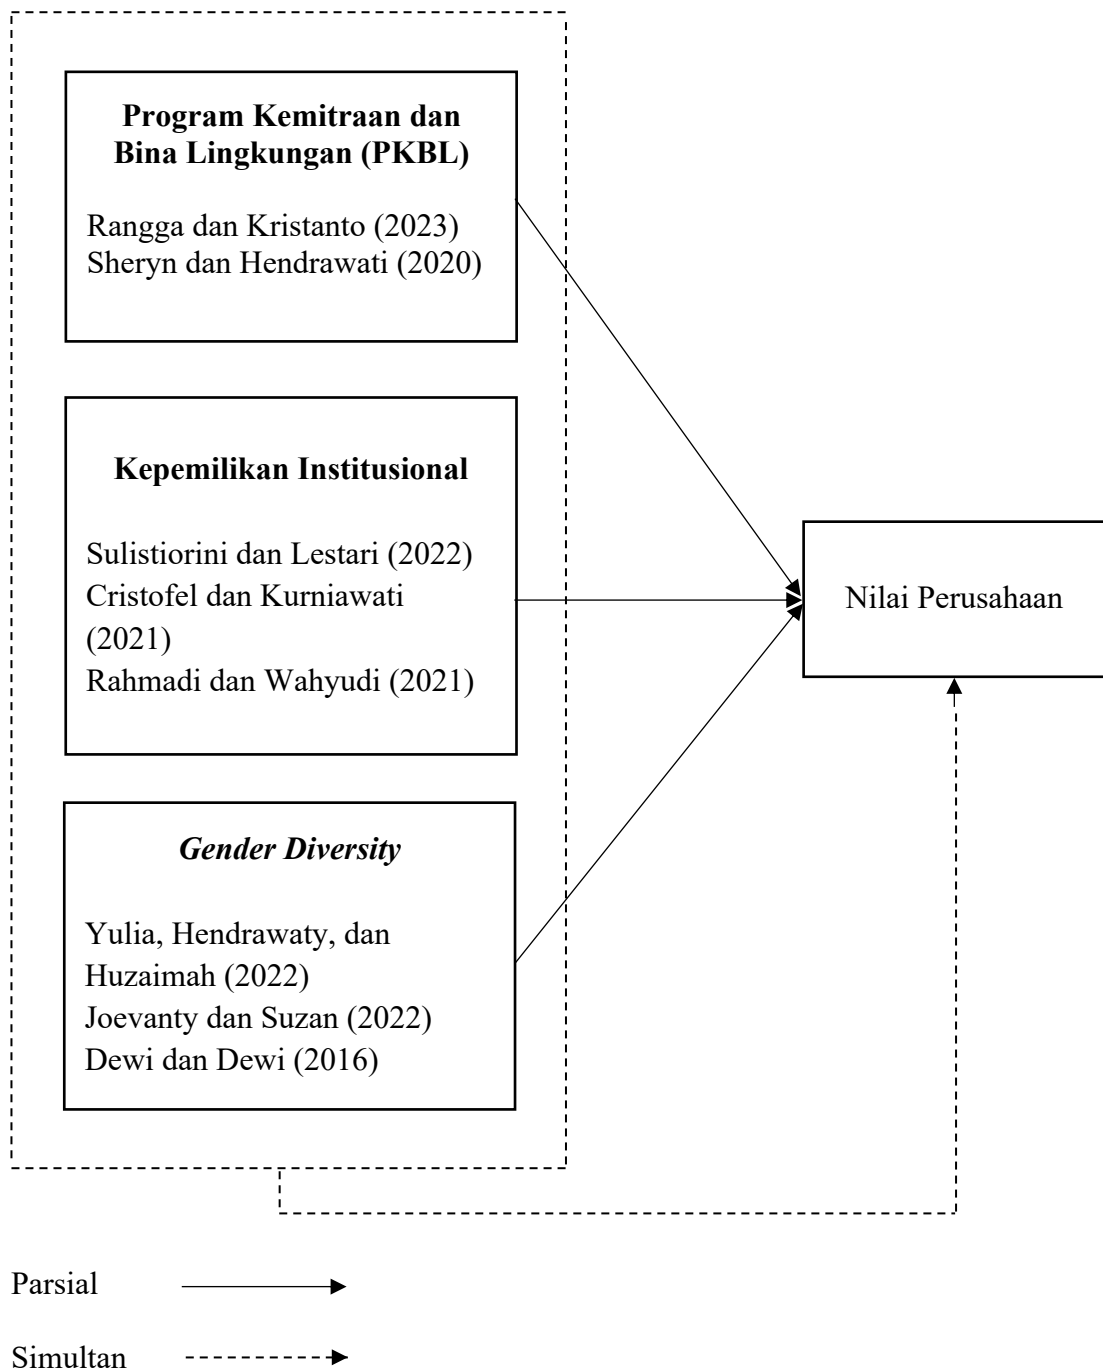 Program Kemitraan dan
Bina Lingkungan (PKBL)
Rangga dan Kristanto (2023)
Sheryn dan Hendrawati (2020)
Kepemilikan Institusional
Sulistiorini dan Lestari (2022)
Cristofel dan Kurniawati
(2021)
Rahmadi dan Wahyudi (2021)
Nilai Perusahaan
Gender Diversity
Yulia, Hendrawaty, dan
Huzaimah (2022)
Joevanty dan Suzan (2022)
Dewi dan Dewi (2016)
Parsial
Simultan